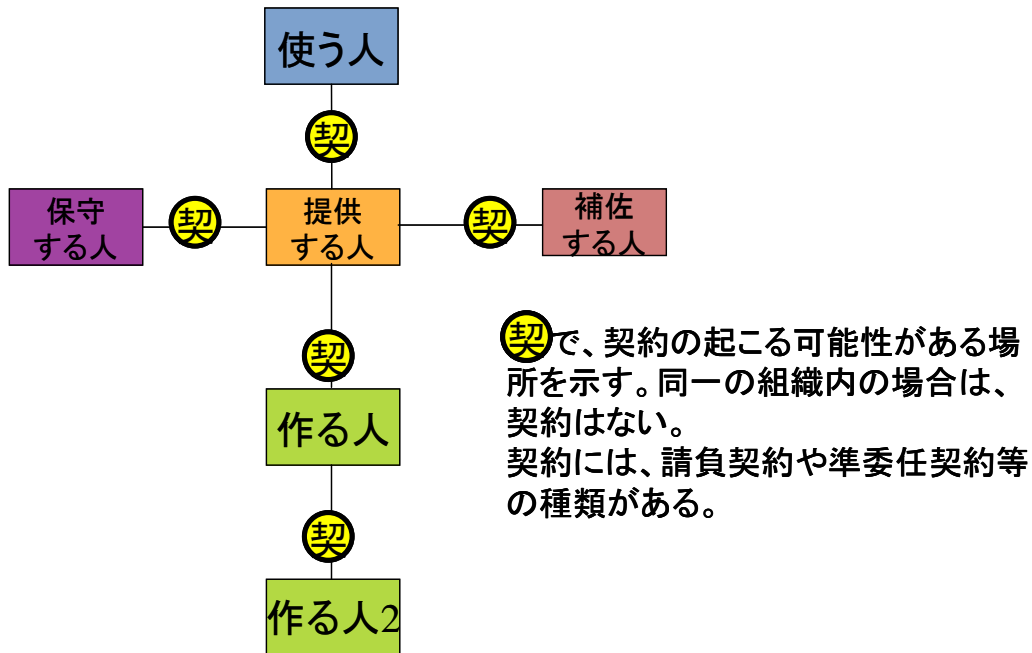 使う人
契
保守
する人
契
提供
する人
契
補佐
する人
契
作る人
契
作る人2
契で、契約の起こる可能性がある場
所を示す。同一の組織内の場合は、
契約はない。
契約には、請負契約や準委任契約等
の種類がある。